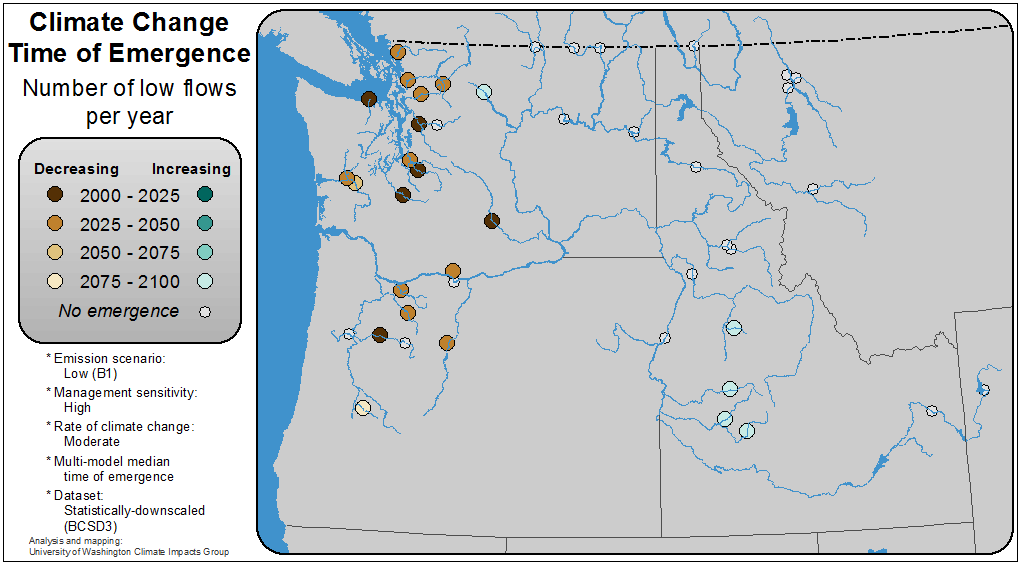 Climate Change
Time of Emergence
Number of low flows
per year
Decreasing Increasing
2000 - 2025
2025 - 2050
2050 - 2075
2075 - 2100
No emergence
* Emission scenario:
Low (B1)
* Management sensitivity:
High
* Rate of climate change:
Moderate
* Multi-model median
time of emergence
* Dataset:
Statistically-downscaled
(BCSD3)
Analysis and mapping:
University of Washington Climate Impacts Group